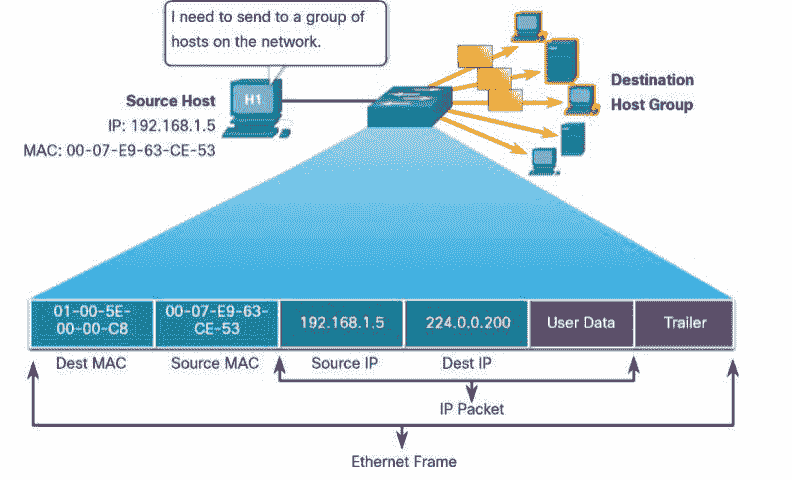 I need to send to a group of
hosts on the network.
H1
Source Host
IP: 192.168.1.5
MAC: 00-07-E9-63-CE-53
Destination
Host Group
01-00-5E-
00-00-C8
00-07-E9-63-
CE-53
192.168.1.5
224.0.0.200
User Data
Trailer
Dest MAC
Source MAC
Source IP
Dest IP
IP Packet
Ethernet Frame